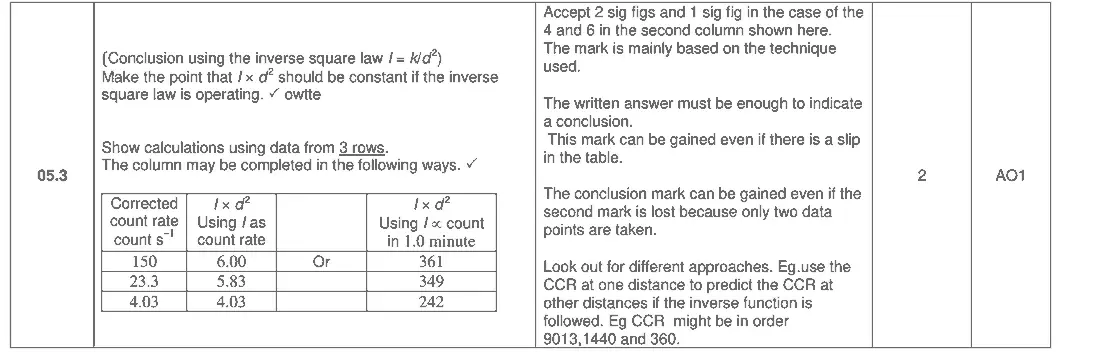 05.3
(Conclusion using the inverse square law I = k/d²)
Make the point that I × d² should be constant if the inverse
square law is operating. ✓ owtte
Show calculations using data from 3 rows.
The column may be completed in the following ways. ✓
Corrected count rate count s⁻¹ | I × d² Using I as count rate | | I × d² Using I ∝ count in 1.0 minute
150 | 6.00 | Or | 361
23.3 | 5.83 | | 349
4.03 | 4.03 | | 242
Accept 2 sig figs and 1 sig fig in the case of the
4 and 6 in the second column shown here.
The mark is mainly based on the technique
used.
The written answer must be enough to indicate
a conclusion.
This mark can be gained even if there is a slip
in the table.
The conclusion mark can be gained even if the
second mark is lost because only two data
points are taken.
Look out for different approaches. Eg.use the
CCR at one distance to predict the CCR at
other distances if the inverse function is
followed. Eg CCR might be in order
9013,1440 and 360.
2
AO1